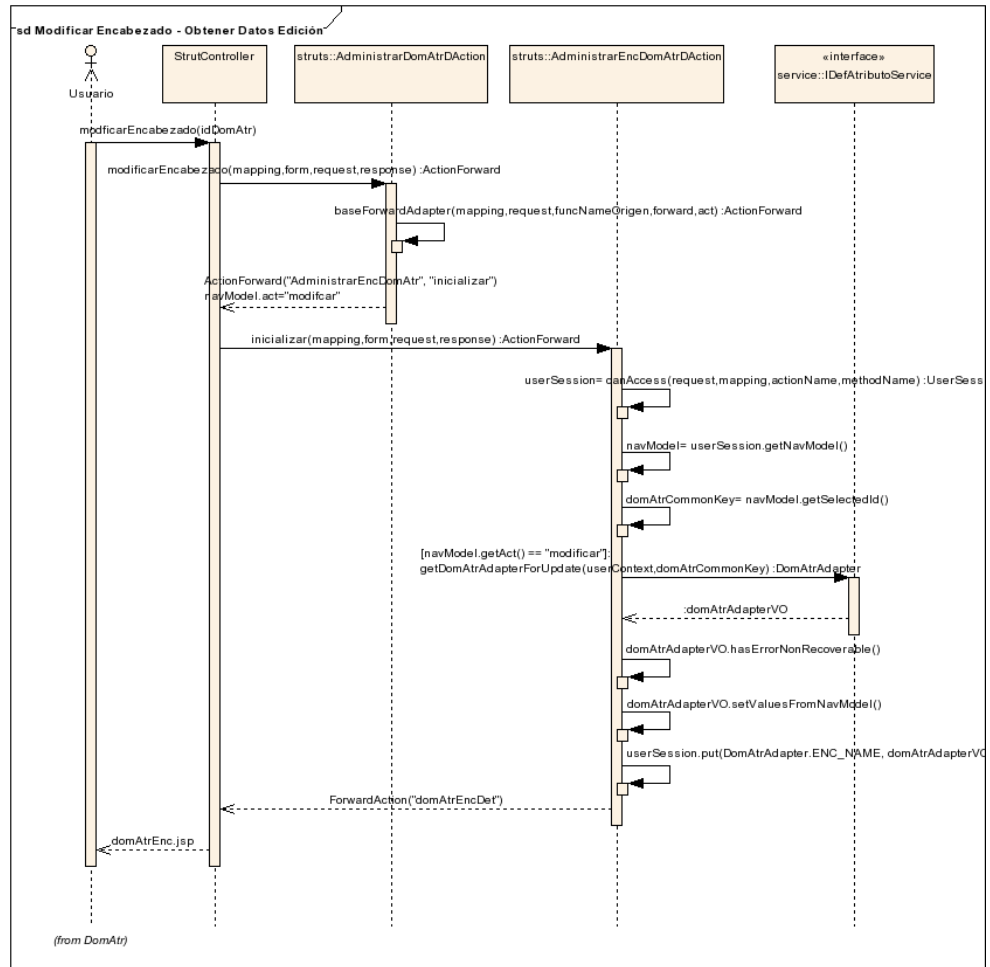 sd Modificar Encabezado - Obtener Datos Edición
StrutController
struts::AdministrarDomAtrDAction
struts::AdministrarEncDomAtrDAction
«interface»
service::IDefAtributoService
Usuario
modficarEncabezado(idDomAtr)
modificarEncabezado(mapping,form,request,response) :ActionForward
baseForwardAdapter(mapping,request,funcNameOrigen,forward,act) :ActionForward
ActionForward("AdministrarEncDomAtr", "inicializar")
navModel.act="modifcar"
inicializar(mapping,form,request,response) :ActionForward
userSession= canAccess(request,mapping,actionName,methodName) :UserSess
navModel= userSession.getNavModel()
domAtrCommonKey= navModel.getSelectedId()
[navModel.getAct() == "modificar"]:
getDomAtrAdapterForUpdate(userContext,domAtrCommonKey) :DomAtrAdapter
:domAtrAdapterVO
domAtrAdapterVO.hasErrorNonRecoverable()
domAtrAdapterVO.setValuesFromNavModel()
userSession.put(DomAtrAdapter.ENC_NAME, domAtrAdapterVO
ForwardAction("domAtrEncDet")
domAtrEnc.jsp
(from DomAtr)